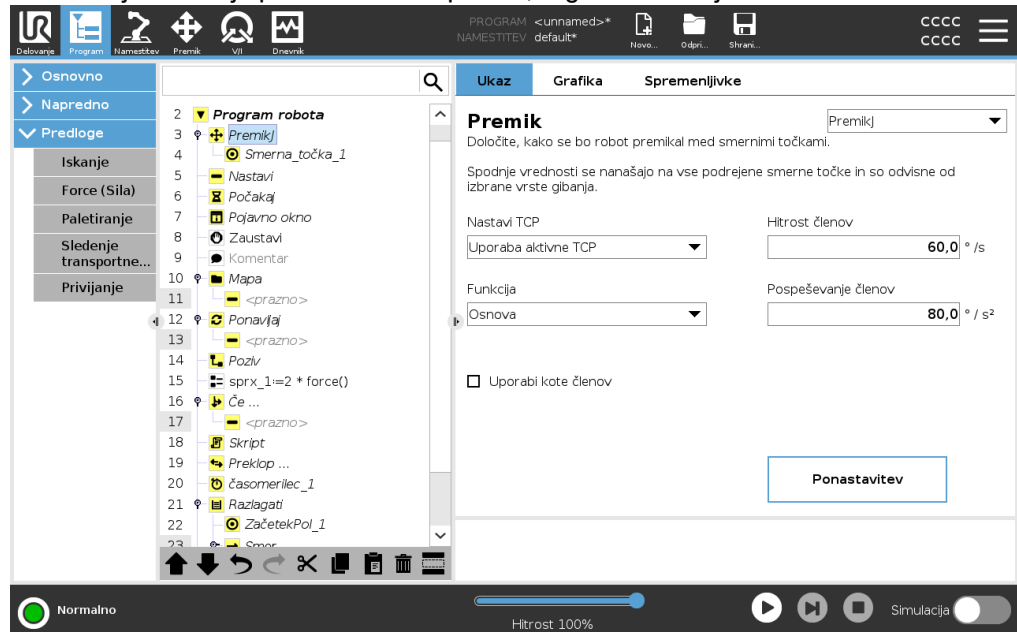 PROGRAM <unnamed>*
NAMESTITEV default*
Delovanje
Program
Namestitev
Premik
V/I
Dnevnik
Novo...
Odpri...
Shrani...
cccc
cccc
Osnovno
Napredno
Predloge
Iskanje
Force (Sila)
Paletiranje
Sledenje
transportne...
Privijanje
2 Program robota
3 PremikJ
4 Smerna_točka_1
5 Nastavi
6 Počakaj
7 Pojavno okno
8 Zaustavi
9 Komentar
10 Mapa
11 <prazno>
12 Ponavljaj
13 <prazno>
14 Poziv
15 sprx_1:=2 * force()
16 Če ...
17 <prazno>
18 Skript
19 Preklop ...
20 časomerilec_1
21 Razlagati
22 ZačetekPol_1
23 Smer
Ukaz
Grafika
Spremenljivke
Premik
PremikJ
Določite, kako se bo robot premikal med smernimi točkami.
Spodnje vrednosti se nanašajo na vse podrejene smerne točke in so odvisne od
izbrane vrste gibanja.
Nastavi TCP
Hitrost členov
Uporaba aktivne TCP
60,0 ° /s
Funkcija
Pospeševanje členov
Osnova
80,0 ° / s²
Uporabi kote členov
Ponastavitev
Normalno
Hitrost 100%
Simulacija